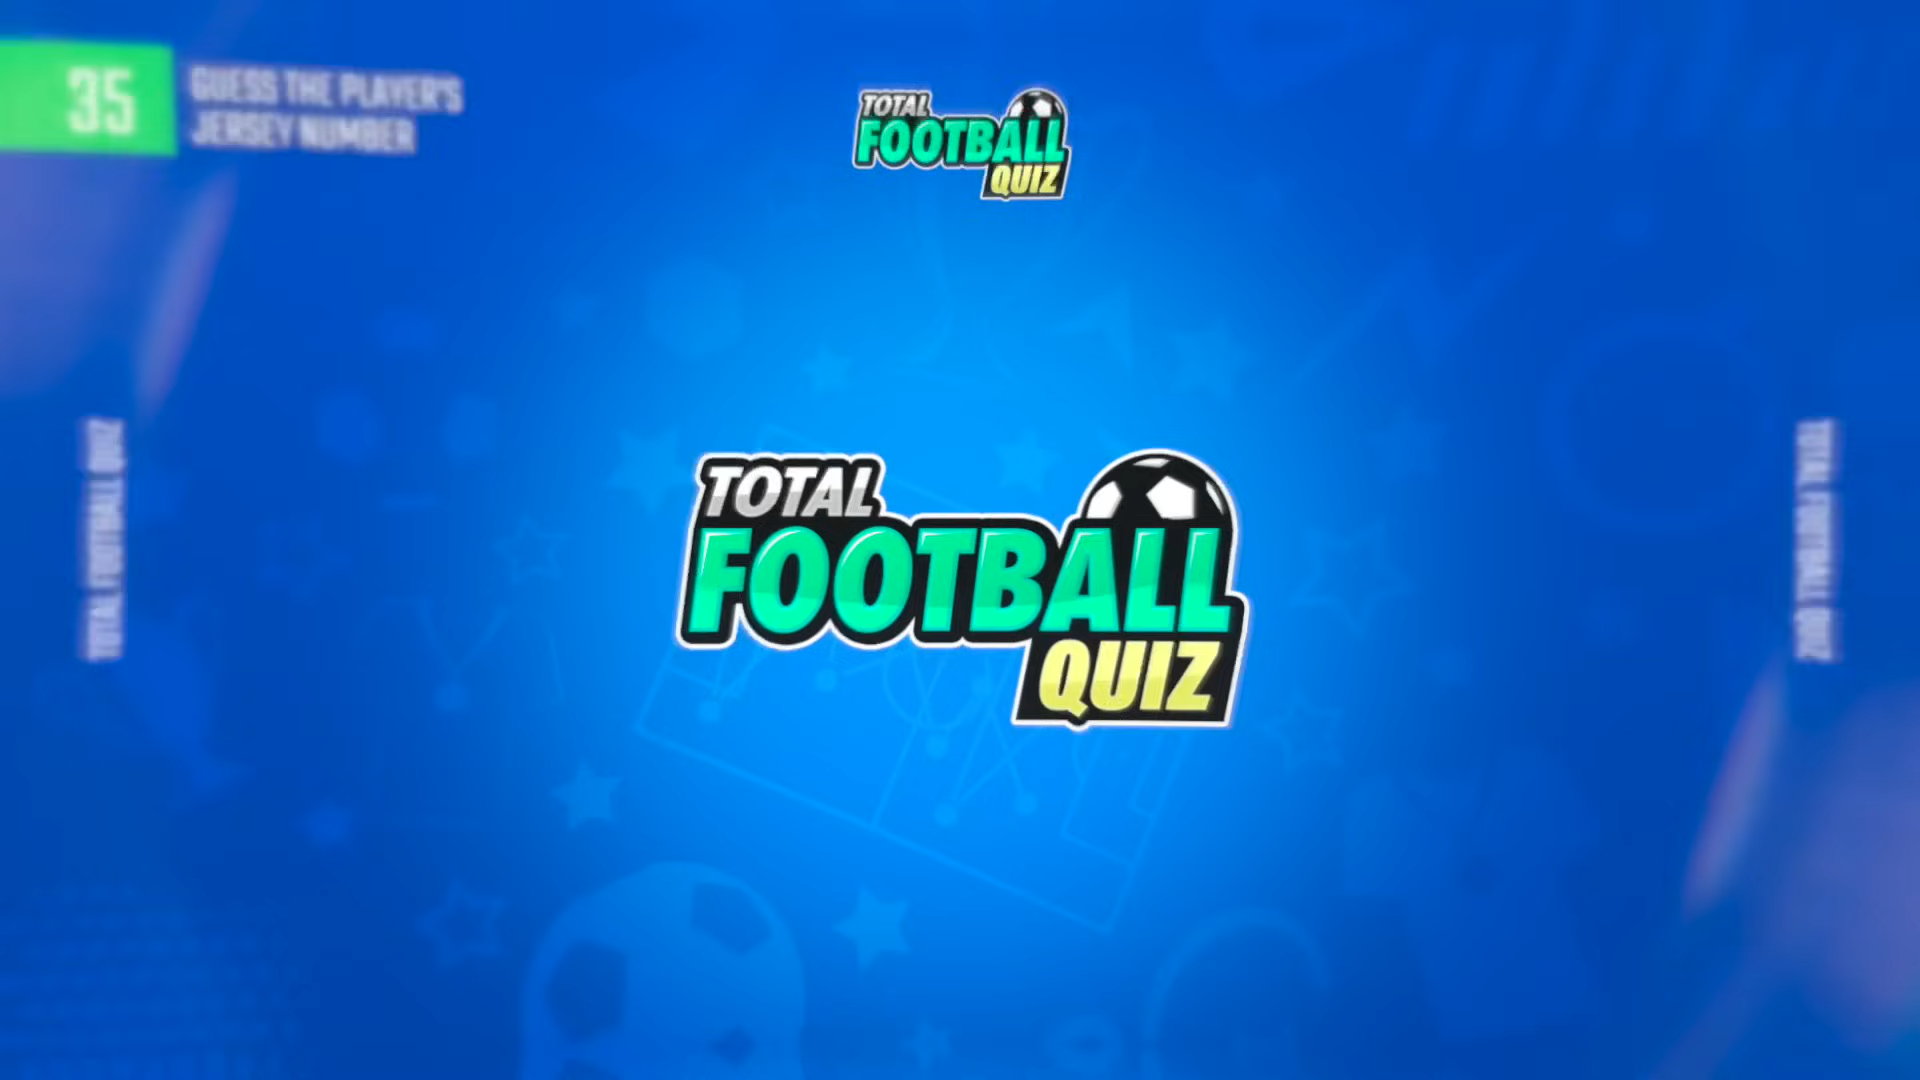 35
GUESS THE PLAYER'S
JERSEY NUMBER
TOTAL
FOOTBALL
QUIZ
TOTAL FOOTBALL QUIZ
TOTAL
FOOTBALL
QUIZ
TOTAL FOOTBALL QUIZ